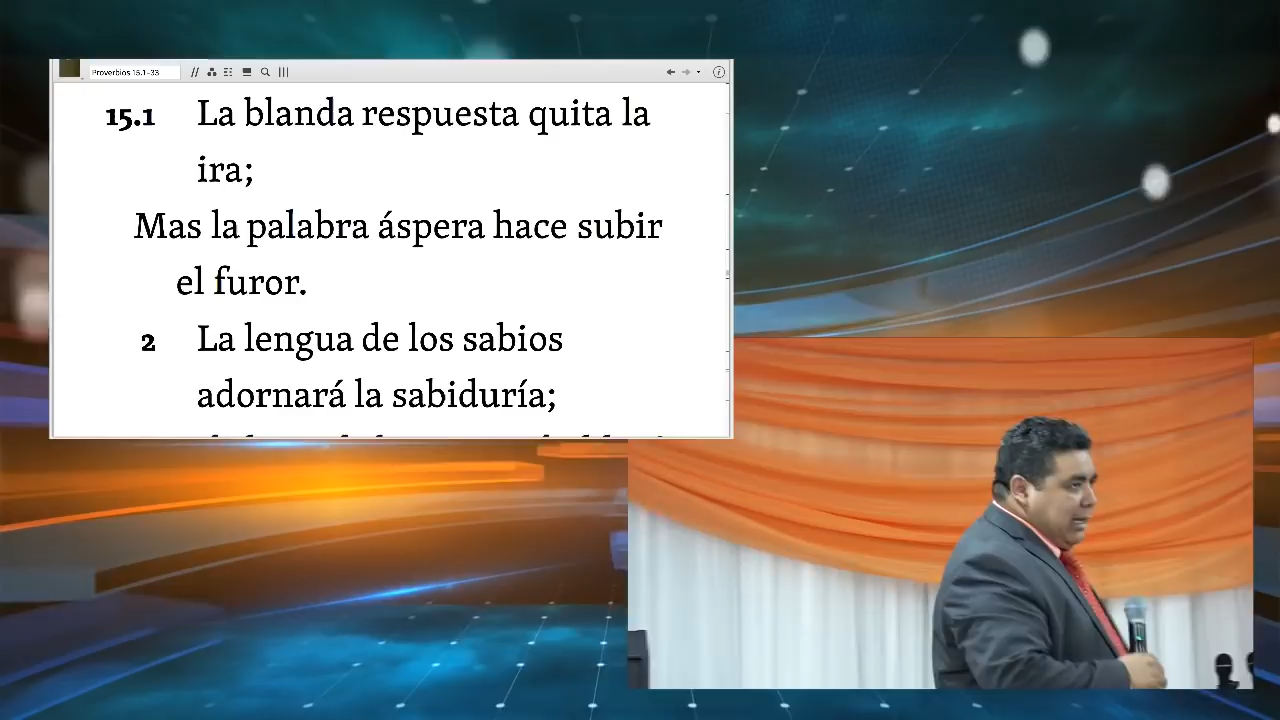 Proverbios 15.1-33
15.1 La blanda respuesta quita la
ira;
Mas la palabra áspera hace subir
el furor.
2 La lengua de los sabios
adornará la sabiduría;